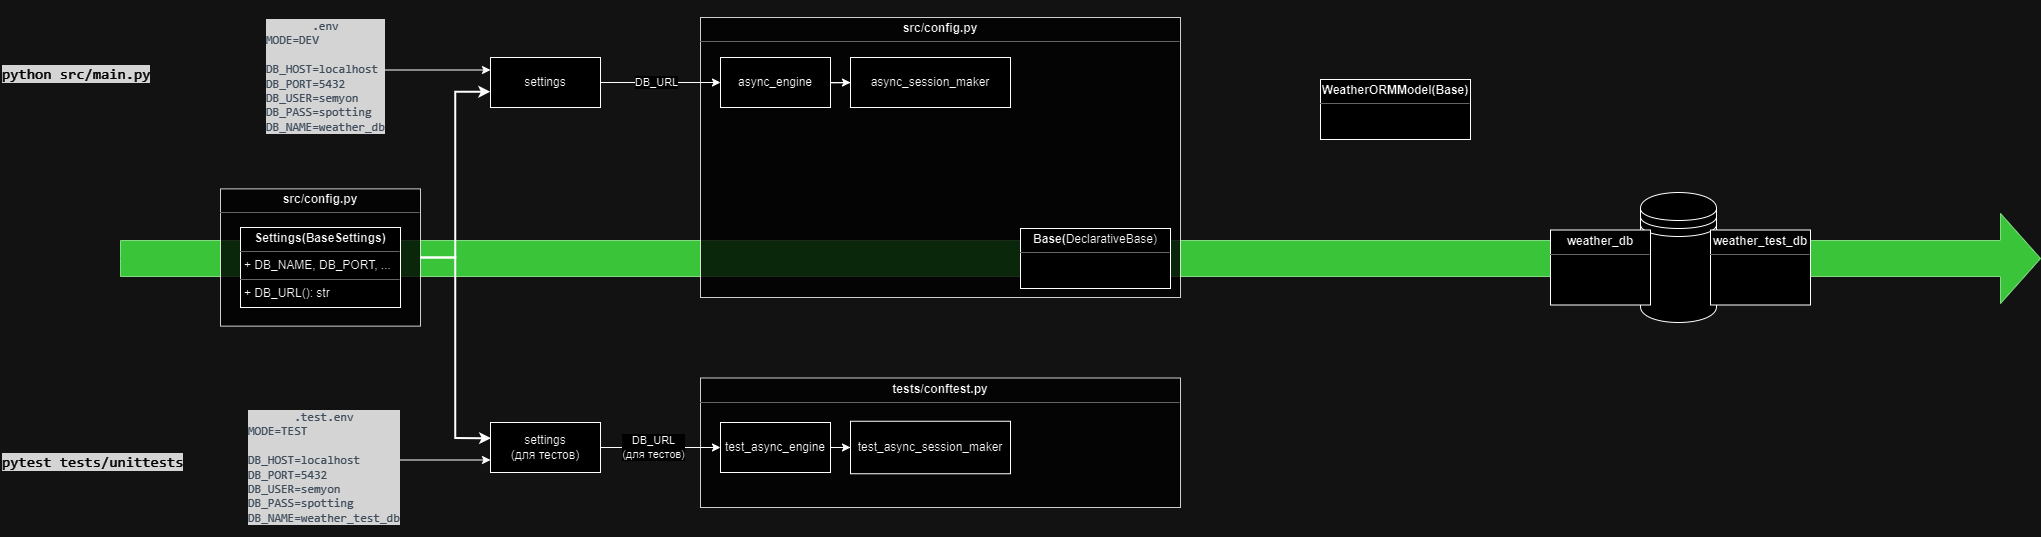 python src/main.py
.env
MODE=DEV
DB_HOST=localhost
DB_PORT=5432
DB_USER=semyon
DB_PASS=spotting
DB_NAME=weather_db
settings
DB_URL
src/config.py
async_engine
async_session_maker
WeatherORMModel(Base)
src/config.py
Settings(BaseSettings)
+ DB_NAME, DB_PORT, ...
+ DB_URL(): str
Base(DeclarativeBase)
weather_db
weather_test_db
pytest tests/unittests
.test.env
MODE=TEST
DB_HOST=localhost
DB_PORT=5432
DB_USER=semyon
DB_PASS=spotting
DB_NAME=weather_test_db
settings
(для тестов)
DB_URL
(для тестов)
tests/conftest.py
test_async_engine
test_async_session_maker